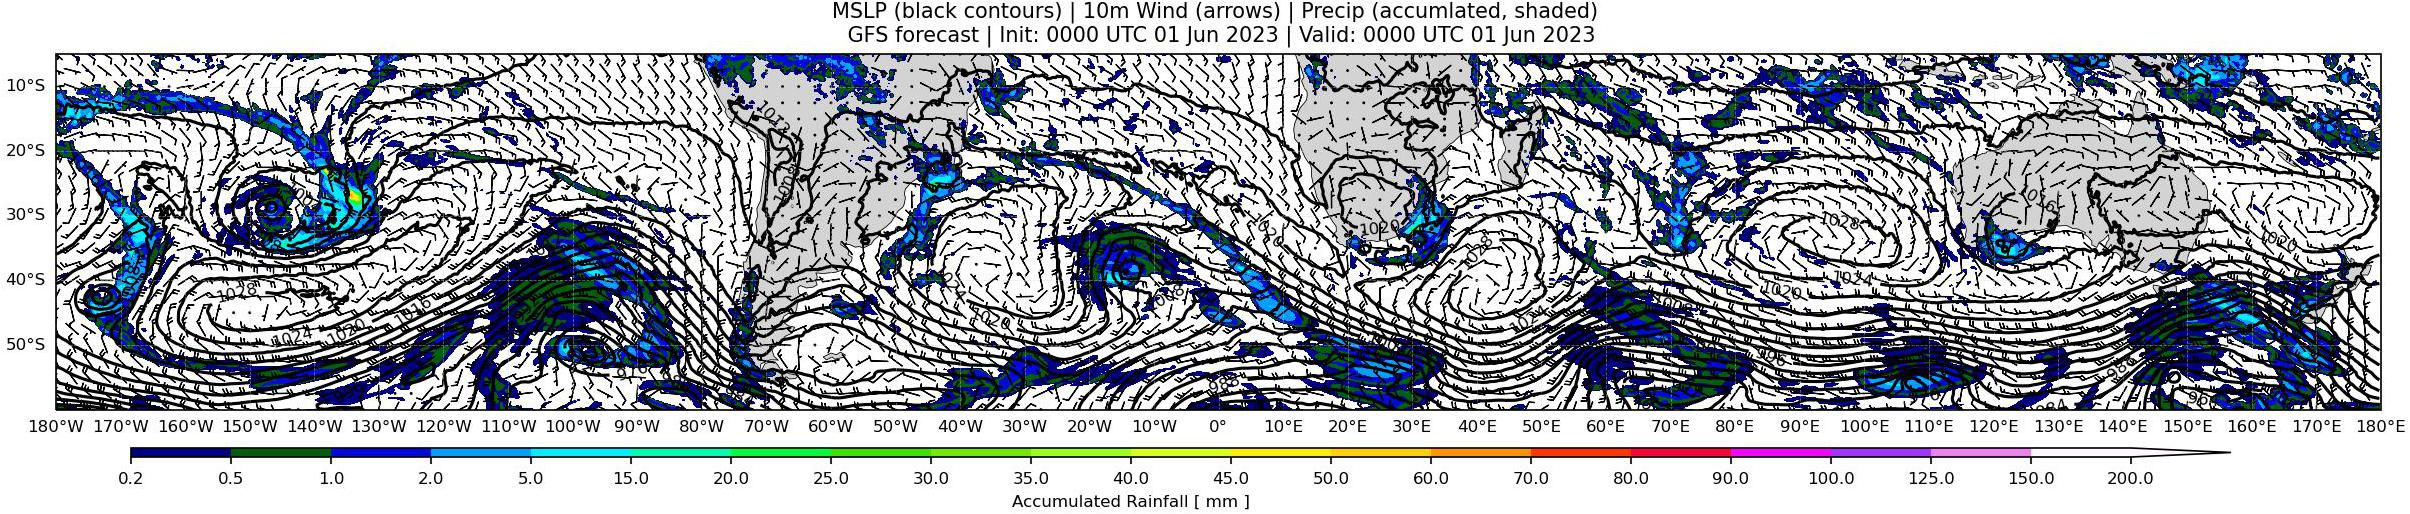 MSLP (black contours) | 10m Wind (arrows) | Precip (accumlated, shaded)
GFS forecast | Init: 0000 UTC 01 Jun 2023 | Valid: 0000 UTC 01 Jun 2023
10°S
20°S
30°S
40°S
50°S
1028
1024
1020
1016
1020
1020
1028
1024
1028
1024
1020
1016
1020
988
996
988
180°W 170°W 160°W 150°W 140°W 130°W 120°W 110°W 100°W 90°W 80°W 70°W 60°W 50°W 40°W 30°W 20°W 10°W 0° 10°E 20°E 30°E 40°E 50°E 60°E 70°E 80°E 90°E 100°E 110°E 120°E 130°E 140°E 150°E 160°E 170°E 180°E
0.2 0.5 1.0 2.0 5.0 15.0 20.0 25.0 30.0 35.0 40.0 45.0 50.0 60.0 70.0 80.0 90.0 100.0 125.0 150.0 200.0
Accumulated Rainfall [ mm ]